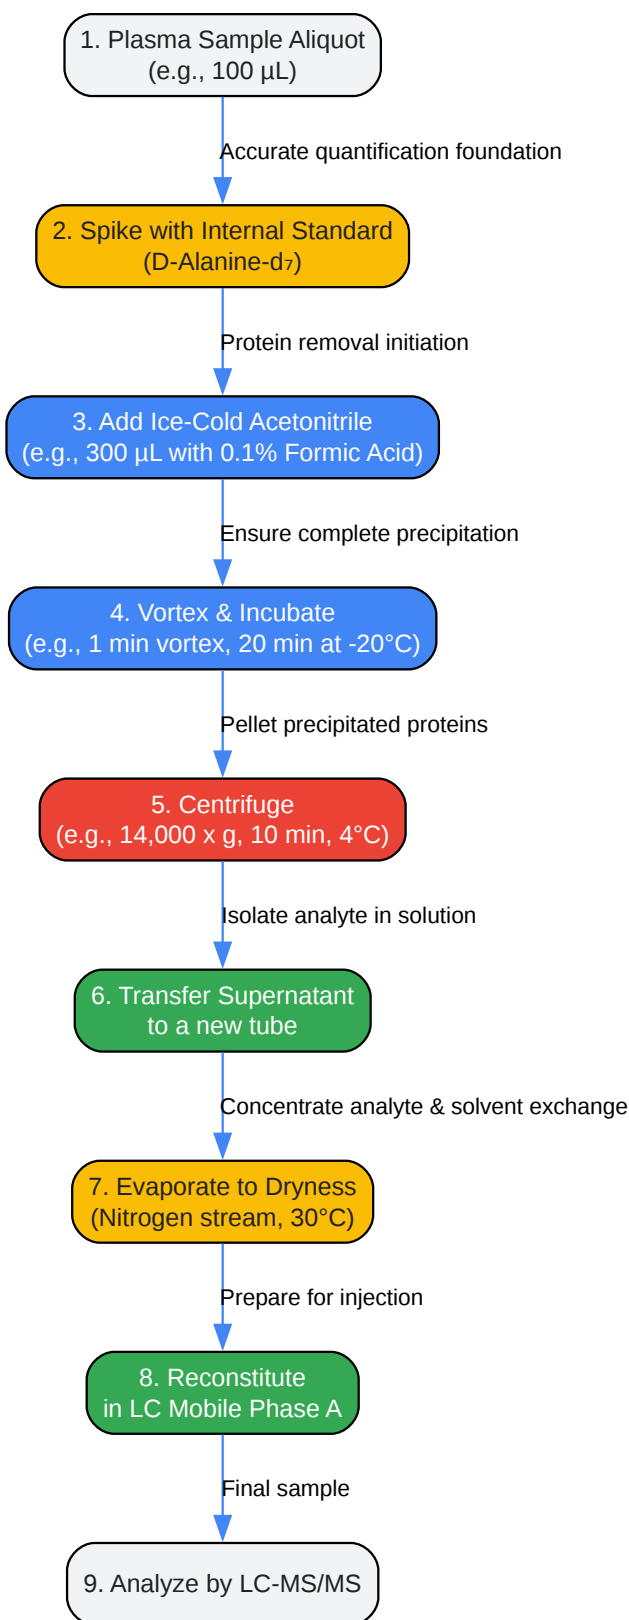 1. Plasma Sample Aliquot
(e.g., 100 µL)
Accurate quantification foundation
2. Spike with Internal Standard
(D-Alanine-d₇)
Protein removal initiation
3. Add Ice-Cold Acetonitrile
(e.g., 300 µL with 0.1% Formic Acid)
Ensure complete precipitation
4. Vortex & Incubate
(e.g., 1 min vortex, 20 min at -20°C)
Pellet precipitated proteins
5. Centrifuge
(e.g., 14,000 x g, 10 min, 4°C)
Isolate analyte in solution
6. Transfer Supernatant
to a new tube
Concentrate analyte & solvent exchange
7. Evaporate to Dryness
(Nitrogen stream, 30°C)
Prepare for injection
8. Reconstitute
in LC Mobile Phase A
Final sample
9. Analyze by LC-MS/MS